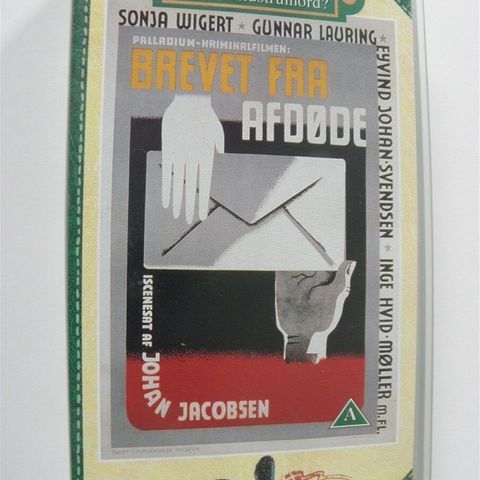 SONJA WIGERT ★ GUNNAR LAURING ★
EYVIND JOHAN-SVENDSEN ★ INGE HVID-MØLLER M.FL.
PALLADIUM-KRIMINALFILMEN:
BREVET FRA
AFDØDE
ISCENESAT AF
JOHAN
JACOBSEN
A